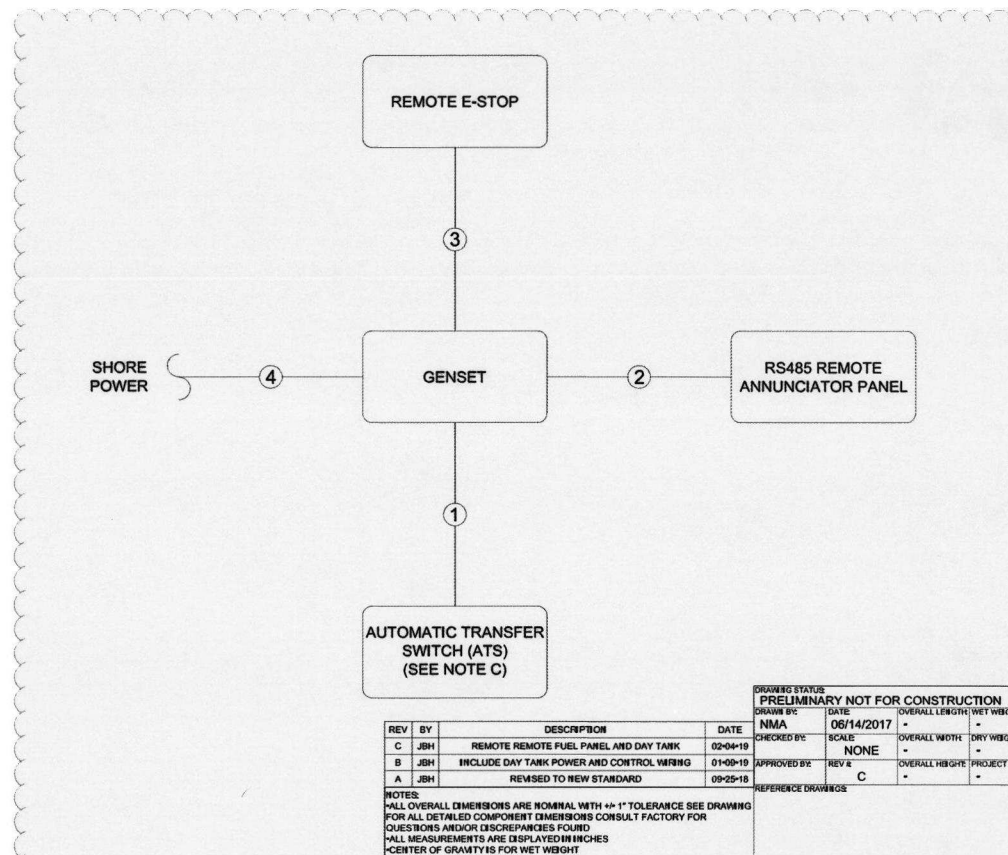 REMOTE E-STOP
3
SHORE
POWER
4
GENSET
2
RS485 REMOTE
ANNUNCIATOR PANEL
1
AUTOMATIC TRANSFER
SWITCH (ATS)
(SEE NOTE C)
REV BY DESCRIPTION DATE
C JBH REMOTE REMOTE FUEL PANEL AND DAY TANK 02-04-19
B JBH INCLUDE DAY TANK POWER AND CONTROL WIRING 01-09-19
A JBH REVISED TO NEW STANDARD 09-25-18
NOTES:
-ALL OVERALL DIMENSIONS ARE NOMINAL WITH +/- 1" TOLERANCE SEE DRAWING
FOR ALL DETAILED COMPONENT DIMENSIONS CONSULT FACTORY FOR
QUESTIONS AND/OR DISCREPANCIES FOUND
-ALL MEASUREMENTS ARE DISPLAYED IN INCHES
-CENTER OF GRAVITY IS FOR WET WEIGHT
DRAWING STATUS:
PRELIMINARY NOT FOR CONSTRUCTION
DRAWN BY: DATE: OVERALL LENGTH: WET WEIG
NMA 06/14/2017 - -
CHECKED BY: SCALE: OVERALL WIDTH: DRY WEIG
NONE - -
APPROVED BY: REV #: OVERALL HEIGHT: PROJECT
C - -
REFERENCE DRAWINGS: